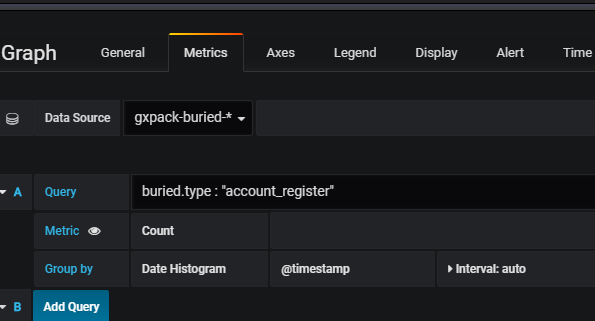 Graph General Metrics Axes Legend Display Alert Time
Data Source gxpack-buried-*
A Query buried.type : "account_register"
Metric Count
Group by Date Histogram @timestamp Interval: auto
B Add Query